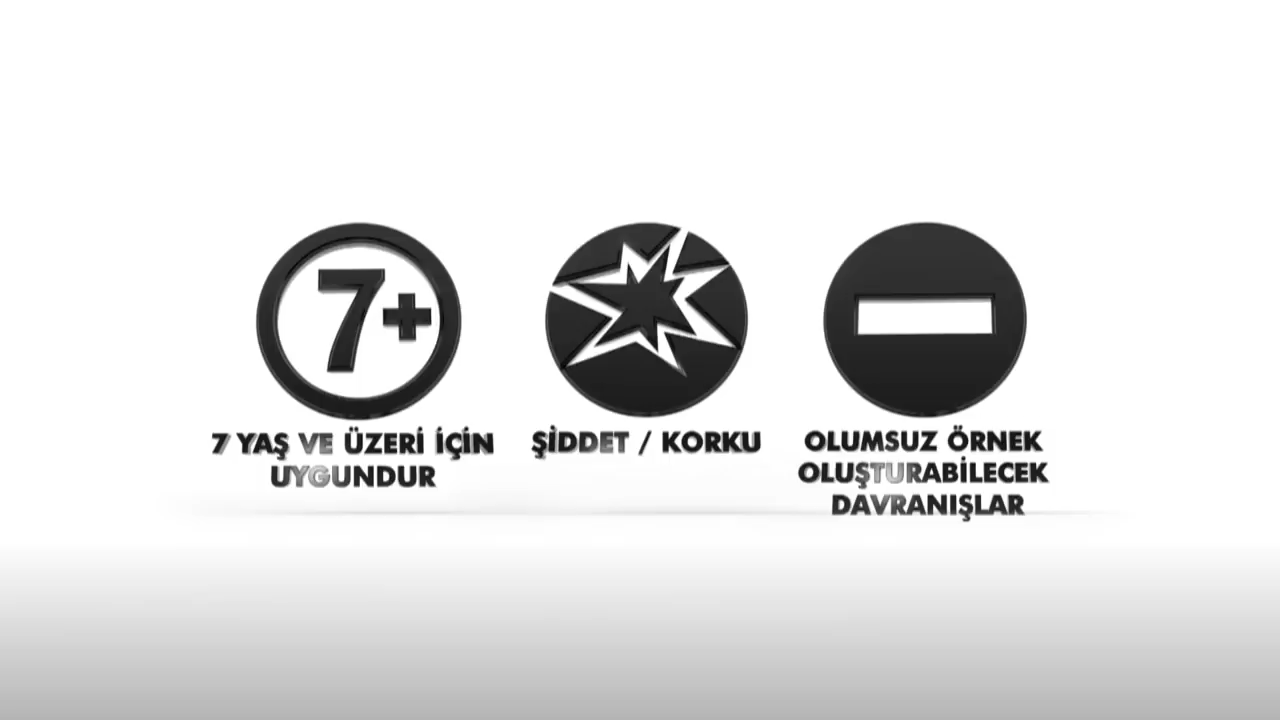 7+
7 YAŞ VE ÜZERİ İÇİN
UYGUNDUR
ŞİDDET / KORKU
OLUMSUZ ÖRNEK
OLUŞTURABİLECEK
DAVRANIŞLAR